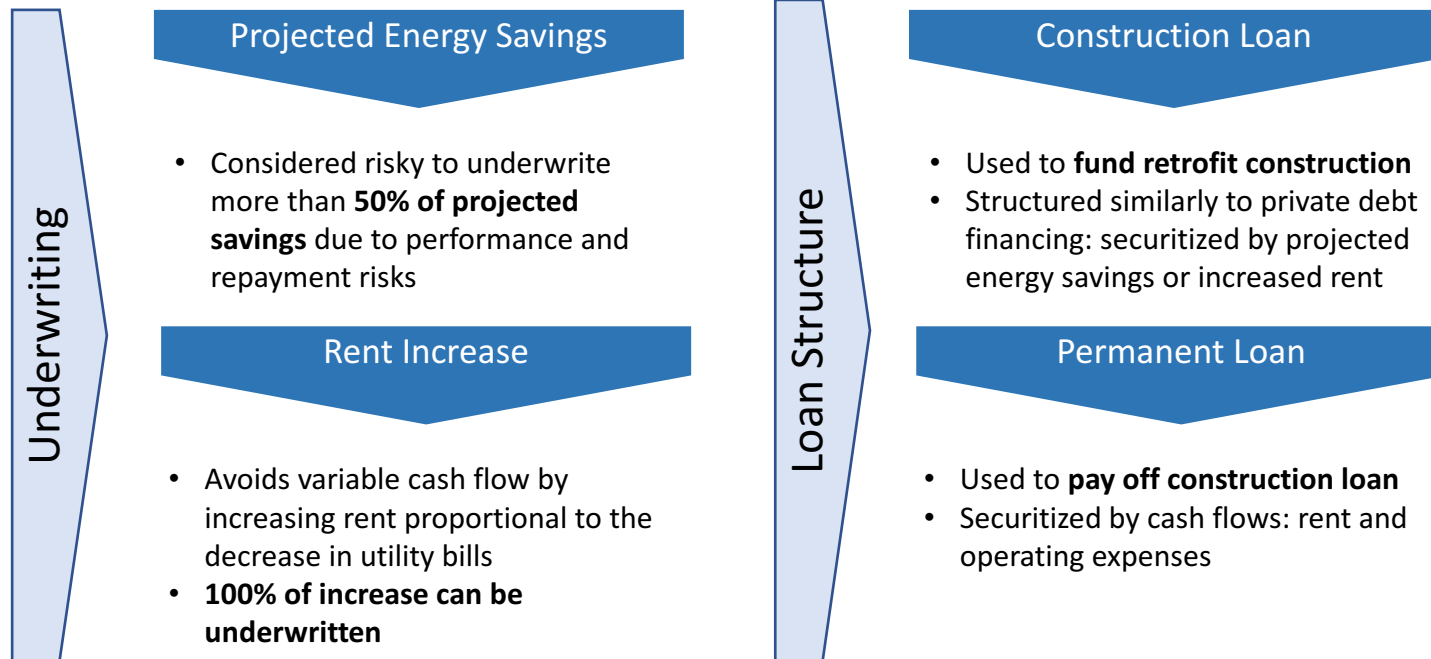 Underwriting
Projected Energy Savings
• Considered risky to underwrite
more than 50% of projected
savings due to performance and
repayment risks
Rent Increase
• Avoids variable cash flow by
increasing rent proportional to the
decrease in utility bills
• 100% of increase can be
underwritten
Loan Structure
Construction Loan
• Used to fund retrofit construction
• Structured similarly to private debt
financing: securitized by projected
energy savings or increased rent
Permanent Loan
• Used to pay off construction loan
• Securitized by cash flows: rent and
operating expenses